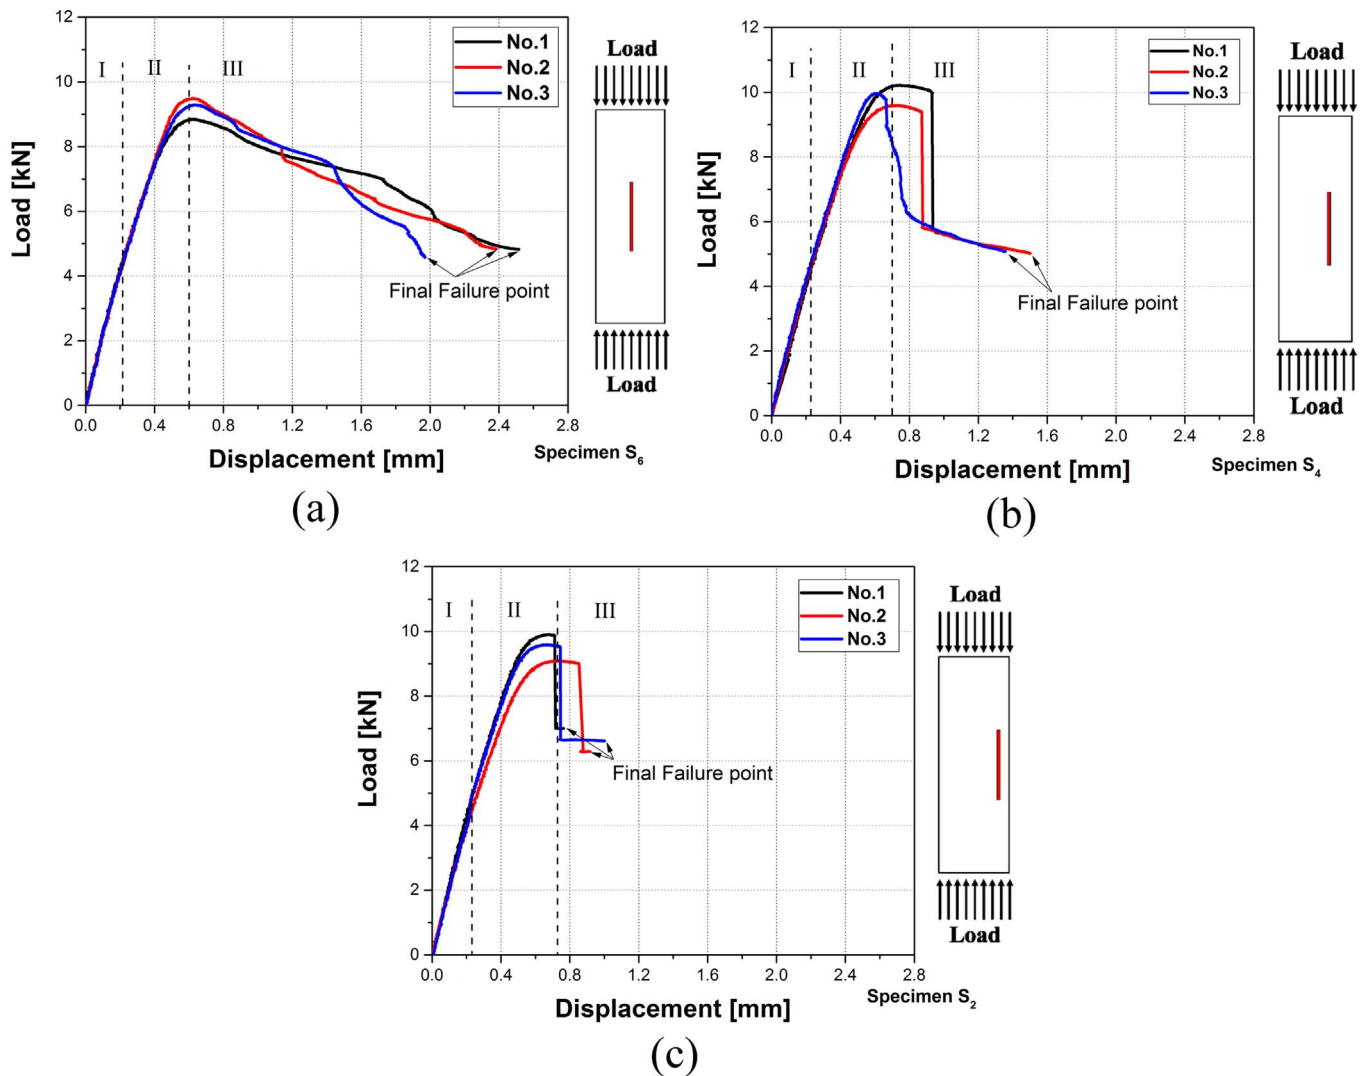 12
10
8
6
4
2
0
Load [kN]
I
II
III
No.1
No.2
No.3
Final Failure point
0.0 0.4 0.8 1.2 1.6 2.0 2.4 2.8
Displacement [mm]
Specimen S6
Load
Load
(a)
12
10
8
6
4
2
0
Load [kN]
I
II
III
No.1
No.2
No.3
Final Failure point
0.0 0.4 0.8 1.2 1.6 2.0 2.4 2.8
Displacement [mm]
Specimen S4
Load
Load
(b)
12
10
8
6
4
2
0
Load [kN]
I
II
III
No.1
No.2
No.3
Final Failure point
0.0 0.4 0.8 1.2 1.6 2.0 2.4 2.8
Displacement [mm]
Specimen S2
Load
Load
(c)